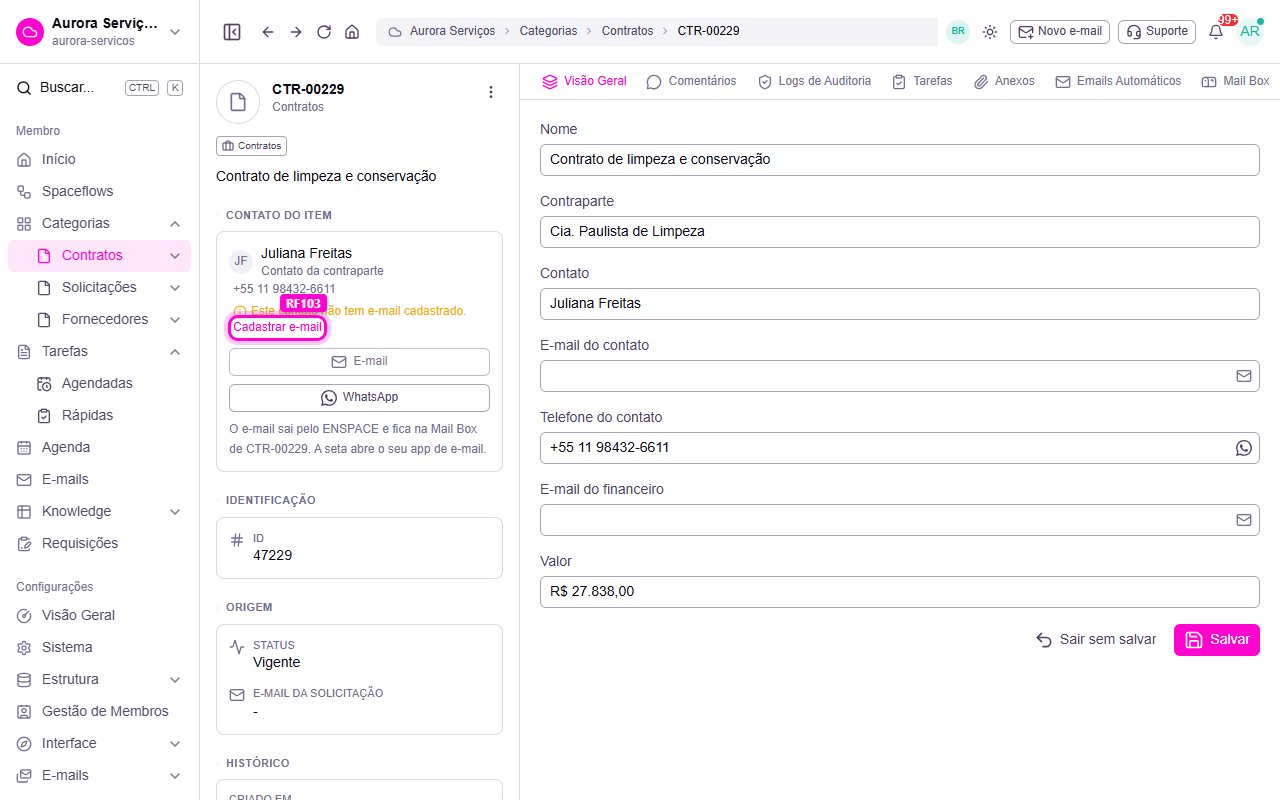 Aurora Serviç...
aurora-servicos
Aurora Serviços
Categorias
Contratos
CTR-00229
BR
Novo e-mail
Suporte
99+
AR
Buscar...
CTRL
K
Membro
Início
Spaceflows
Categorias
Contratos
Solicitações
Fornecedores
Tarefas
Agendadas
Rápidas
Agenda
E-mails
Knowledge
Requisições
Configurações
Visão Geral
Sistema
Estrutura
Gestão de Membros
Interface
E-mails
CTR-00229
Contratos
Contratos
Contrato de limpeza e conservação
CONTATO DO ITEM
JF
Juliana Freitas
Contato da contraparte
+55 11 98432-6611
RF103
Este não tem e-mail cadastrado.
Cadastrar e-mail
E-mail
WhatsApp
O e-mail sai pelo ENSPACE e fica na Mail Box
de CTR-00229. A seta abre o seu app de e-mail.
IDENTIFICAÇÃO
ID
47229
ORIGEM
STATUS
Vigente
E-MAIL DA SOLICITAÇÃO
-
HISTÓRICO
CRIADO EM
Visão Geral
Comentários
Logs de Auditoria
Tarefas
Anexos
Emails Automáticos
Mail Box
Nome
Contrato de limpeza e conservação
Contraparte
Cia. Paulista de Limpeza
Contato
Juliana Freitas
E-mail do contato
Telefone do contato
+55 11 98432-6611
E-mail do financeiro
Valor
R$ 27.838,00
Sair sem salvar
Salvar